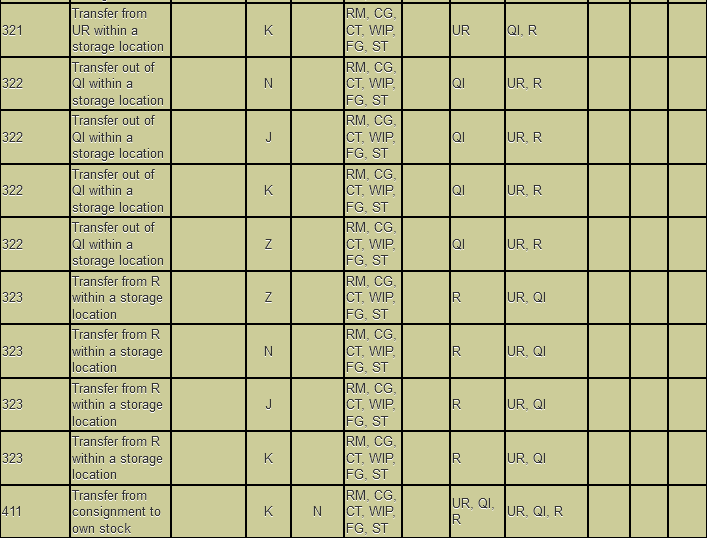 321 Transfer from UR within a storage location K RM, CG, CT, WIP, FG, ST UR QI, R
322 Transfer out of QI within a storage location N RM, CG, CT, WIP, FG, ST QI UR, R
322 Transfer out of QI within a storage location J RM, CG, CT, WIP, FG, ST QI UR, R
322 Transfer out of QI within a storage location K RM, CG, CT, WIP, FG, ST QI UR, R
322 Transfer out of QI within a storage location Z RM, CG, CT, WIP, FG, ST QI UR, R
323 Transfer from R within a storage location Z RM, CG, CT, WIP, FG, ST R UR, QI
323 Transfer from R within a storage location N RM, CG, CT, WIP, FG, ST R UR, QI
323 Transfer from R within a storage location J RM, CG, CT, WIP, FG, ST R UR, QI
323 Transfer from R within a storage location K RM, CG, CT, WIP, FG, ST R UR, QI
411 Transfer from consignment to own stock K N RM, CG, CT, WIP, FG, ST UR, QI, R UR, QI, R